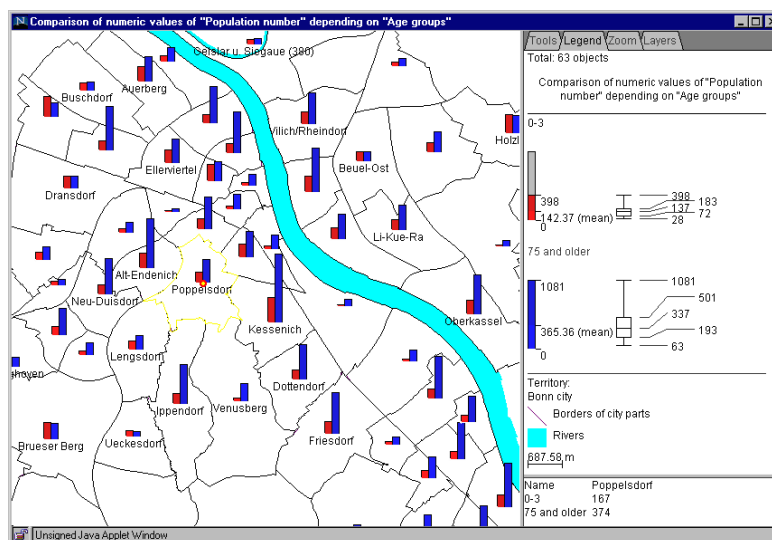 Comparison of numeric values of "Population number" depending on "Age groups"
Tools Legend Zoom Layers
Total: 63 objects
Comparison of numeric values of "Population
number" depending on "Age groups"
0-3
398
142.37 (mean)
0
398
183
137
72
28
75 and older
1081
365.36 (mean)
0
1081
501
337
193
63
Territory:
Bonn city
Borders of city parts
Rivers
687.58 m
Name Poppelsdorf
0-3 167
75 and older 374
Geislar u. Siegaue (380)
Auerberg
Buschdorf
Vilich/Rheindorf
Holzl
Ellerviertel
Beuel-Ost
Dransdorf
Li-Kue-Ra
Alt-Endenich
Poppelsdorf
Neu-Duisdorf
Kessenich
Oberkassel
Lengsdorf
hoven
Dottendorf
Ippendorf
Venusberg
Friesdorf
Brueser Berg
Ueckesdorf
Unsigned Java Applet Window